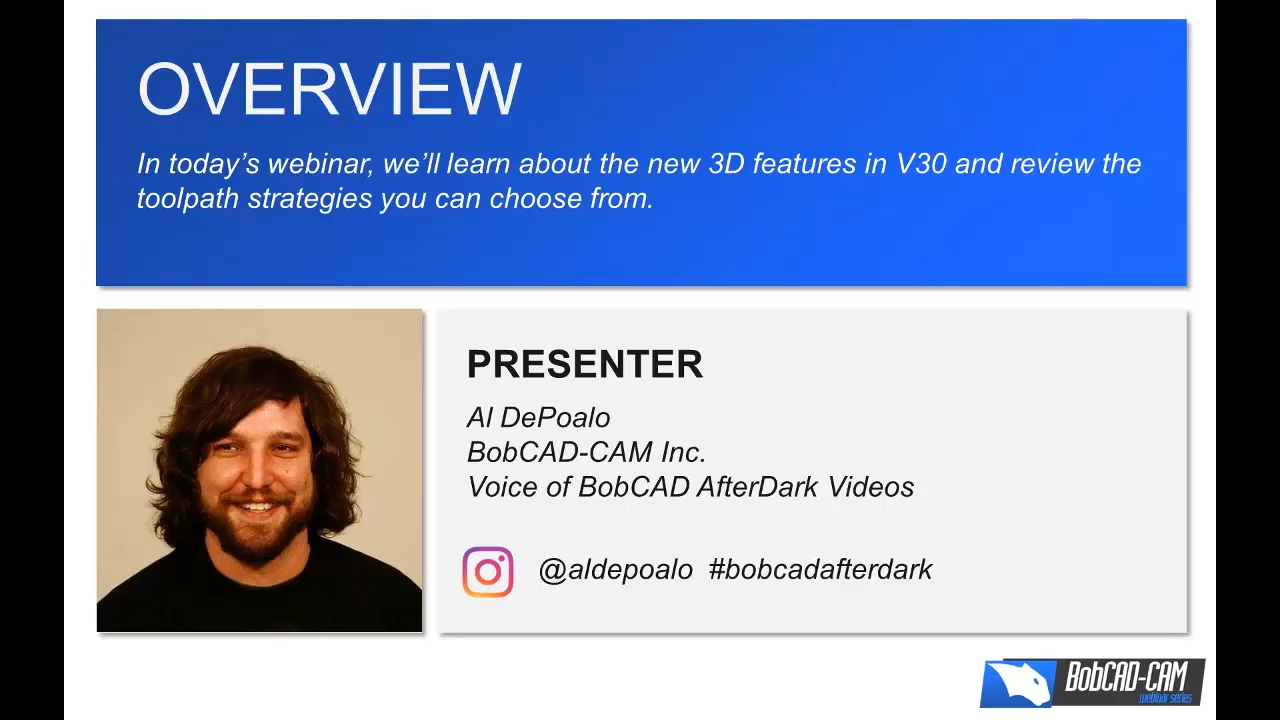 OVERVIEW
In today's webinar, we'll learn about the new 3D features in V30 and review the
toolpath strategies you can choose from.
PRESENTER
Al DePoalo
BobCAD-CAM Inc.
Voice of BobCAD AfterDark Videos
@aldepoalo #bobcadafterdark
BobCAD-CAM
webinar series